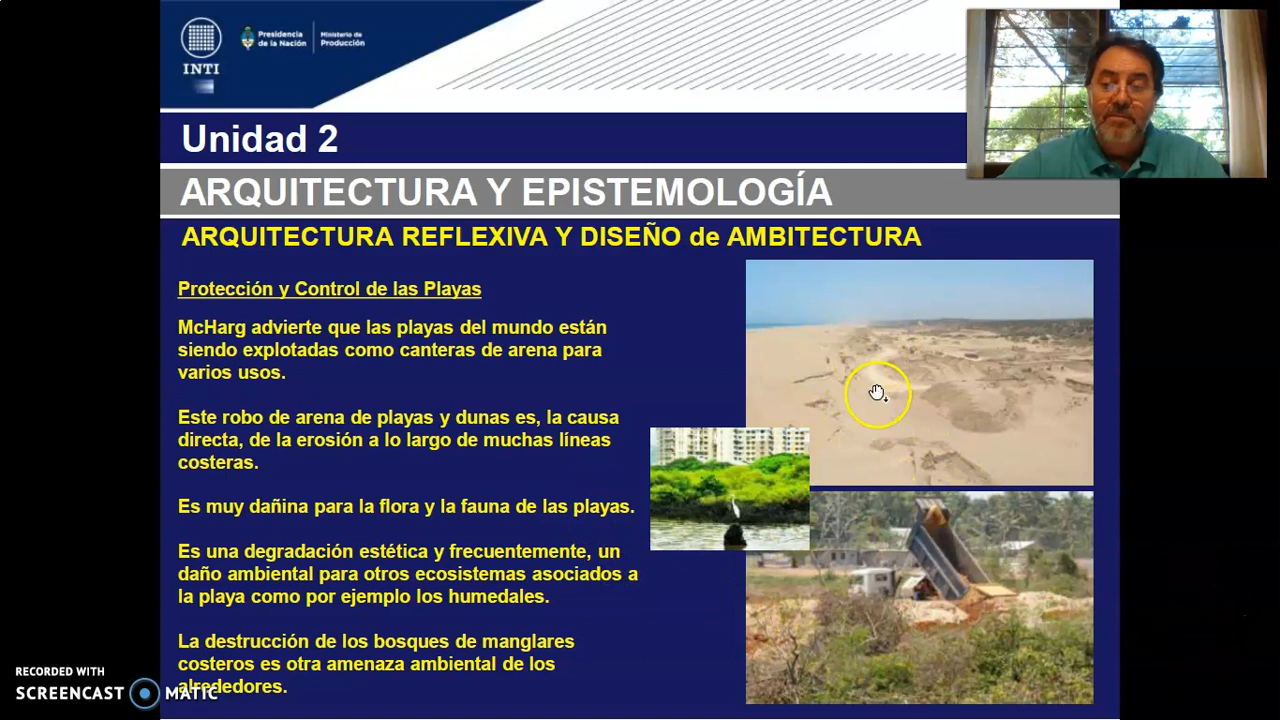 INTI
Presidencia
de la Nación
Ministerio de
Producción
Unidad 2
ARQUITECTURA Y EPISTEMOLOGÍA
ARQUITECTURA REFLEXIVA Y DISEÑO de AMBITECTURA
Protección y Control de las Playas
McHarg advierte que las playas del mundo están
siendo explotadas como canteras de arena para
varios usos.
Este robo de arena de playas y dunas es, la causa
directa, de la erosión a lo largo de muchas líneas
costeras.
Es muy dañina para la flora y la fauna de las playas.
Es una degradación estética y frecuentemente, un
daño ambiental para otros ecosistemas asociados a
la playa como por ejemplo los humedales.
La destrucción de los bosques de manglares
costeros es otra amenaza ambiental de los
alrededores.
RECORDED WITH
SCREENCAST MATIC